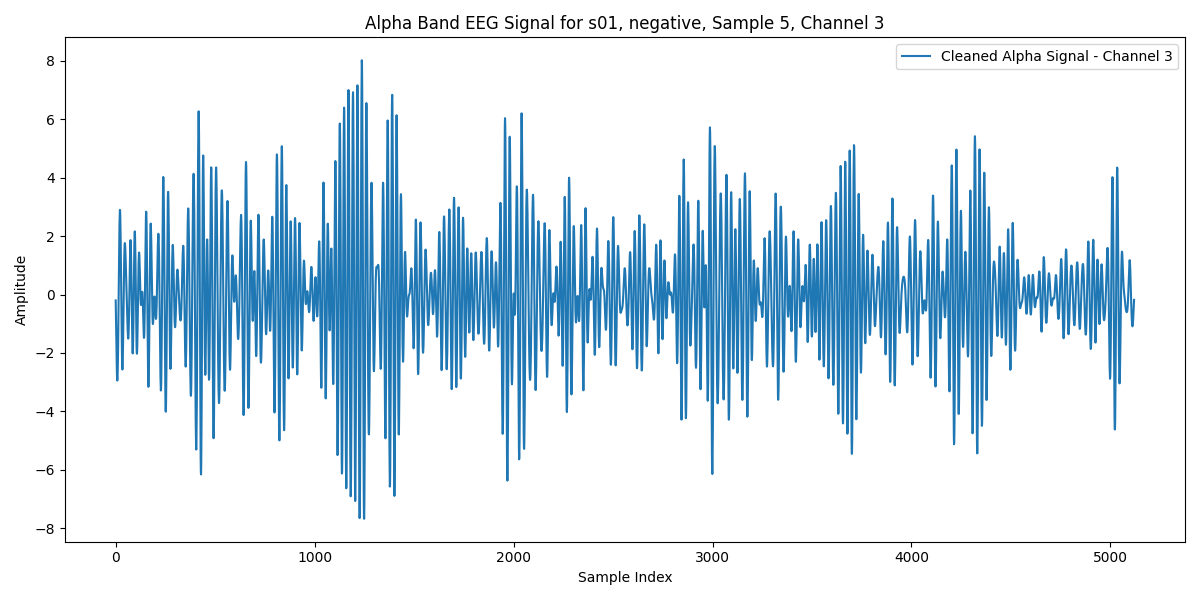 Alpha Band EEG Signal for s01, negative, Sample 5, Channel 3
Cleaned Alpha Signal - Channel 3
8
6
4
2
0
−2
−4
−6
−8
Amplitude
0 1000 2000 3000 4000 5000
Sample Index